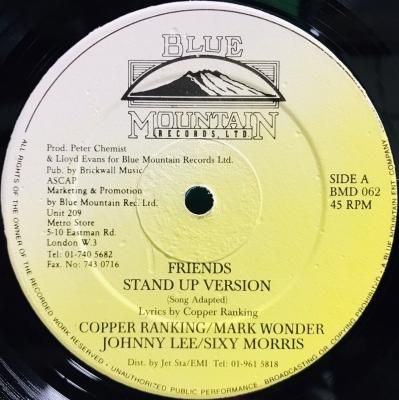 BLUE
MOUNTAIN
RECORDS, LTD.
Prod. Peter Chemist
& Lloyd Evans for Blue Mountain Records Ltd.
Pub. by Brickwall Music
ASCAP
Marketing & Promotion
by Blue Mountain Rec. Ltd.
Unit 209
Metro Store
5-10 Eastman Rd.
London W.3
Tel: 01-740 5682
Fax. No: 743 0716
SIDE A
BMD 062
45 RPM
FRIENDS
STAND UP VERSION
(Song Adapted)
Lyrics by Copper Ranking
COPPER RANKING/MARK WONDER
JOHNNY LEE/SIXY MORRIS
Dist. by Jet Sta/EMI Tel: 01-961 5818
ALL RIGHTS OF THE OWNER OF THE RECORDED WORK RESERVED - UNAUTHORIZED PUBLIC PERFORMANCE, BROADCASTING OR COPYING PROHIBITED / A BLUE MOUNTAIN ENT. COMPANY